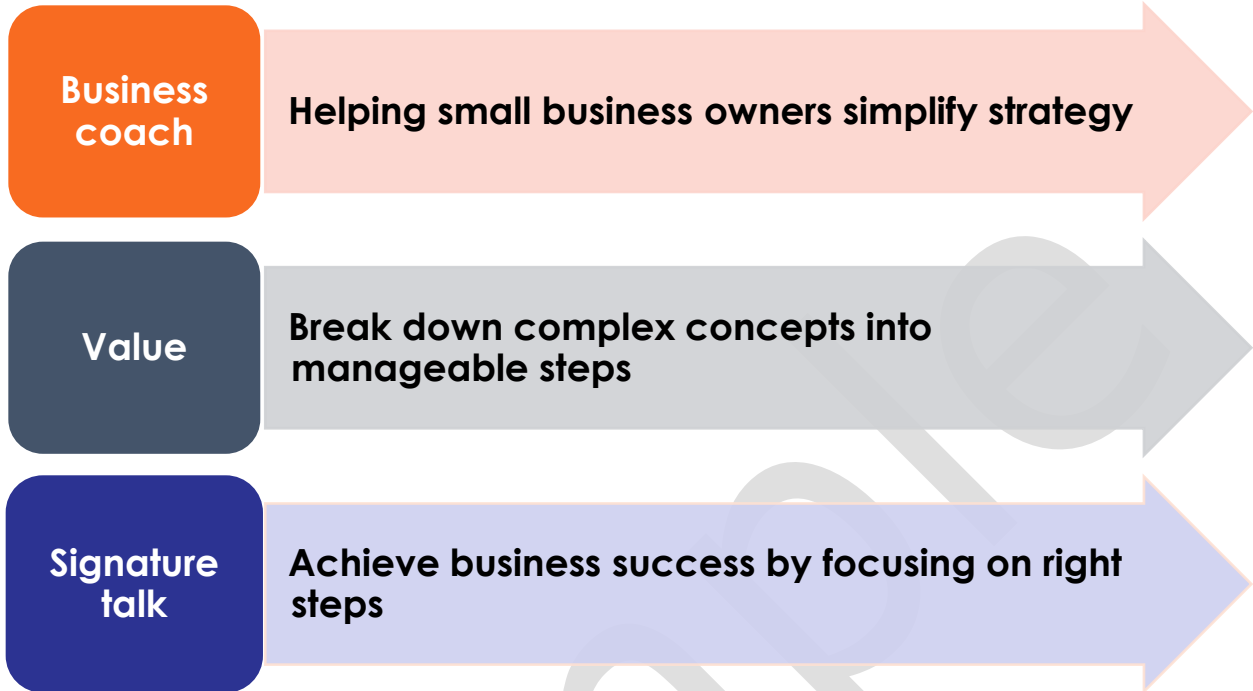 Business
coach
Helping small business owners simplify strategy
Value
Break down complex concepts into
manageable steps
Signature
talk
Achieve business success by focusing on right
steps